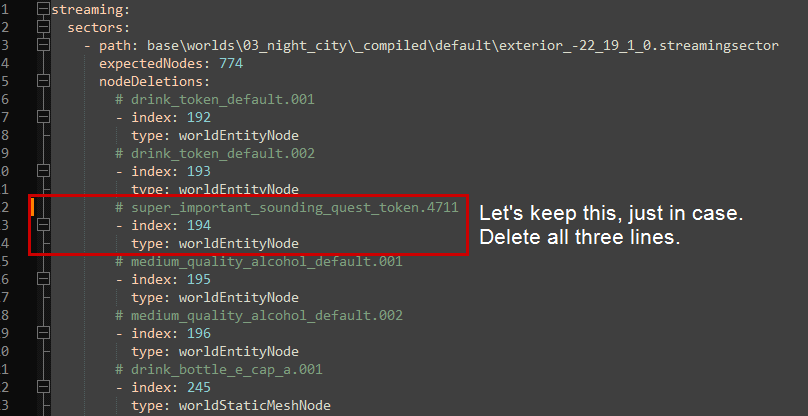 1 streaming:
2 sectors:
3 - path: base\worlds\03_night_city\_compiled\default\exterior_-22_19_1_0.streamingsector
4 expectedNodes: 774
5 nodeDeletions:
6 # drink_token_default.001
7 - index: 192
8 type: worldEntityNode
9 # drink_token_default.002
0 - index: 193
1 type: worldEntityNode
2 # super_important_sounding_quest_token.4711
3 - index: 194
4 type: worldEntityNode
Let's keep this, just in case.
Delete all three lines.
5 # medium_quality_alcohol_default.001
6 - index: 195
7 type: worldEntityNode
8 # medium_quality_alcohol_default.002
9 - index: 196
0 type: worldEntityNode
1 # drink_bottle_e_cap_a.001
2 - index: 245
3 type: worldStaticMeshNode